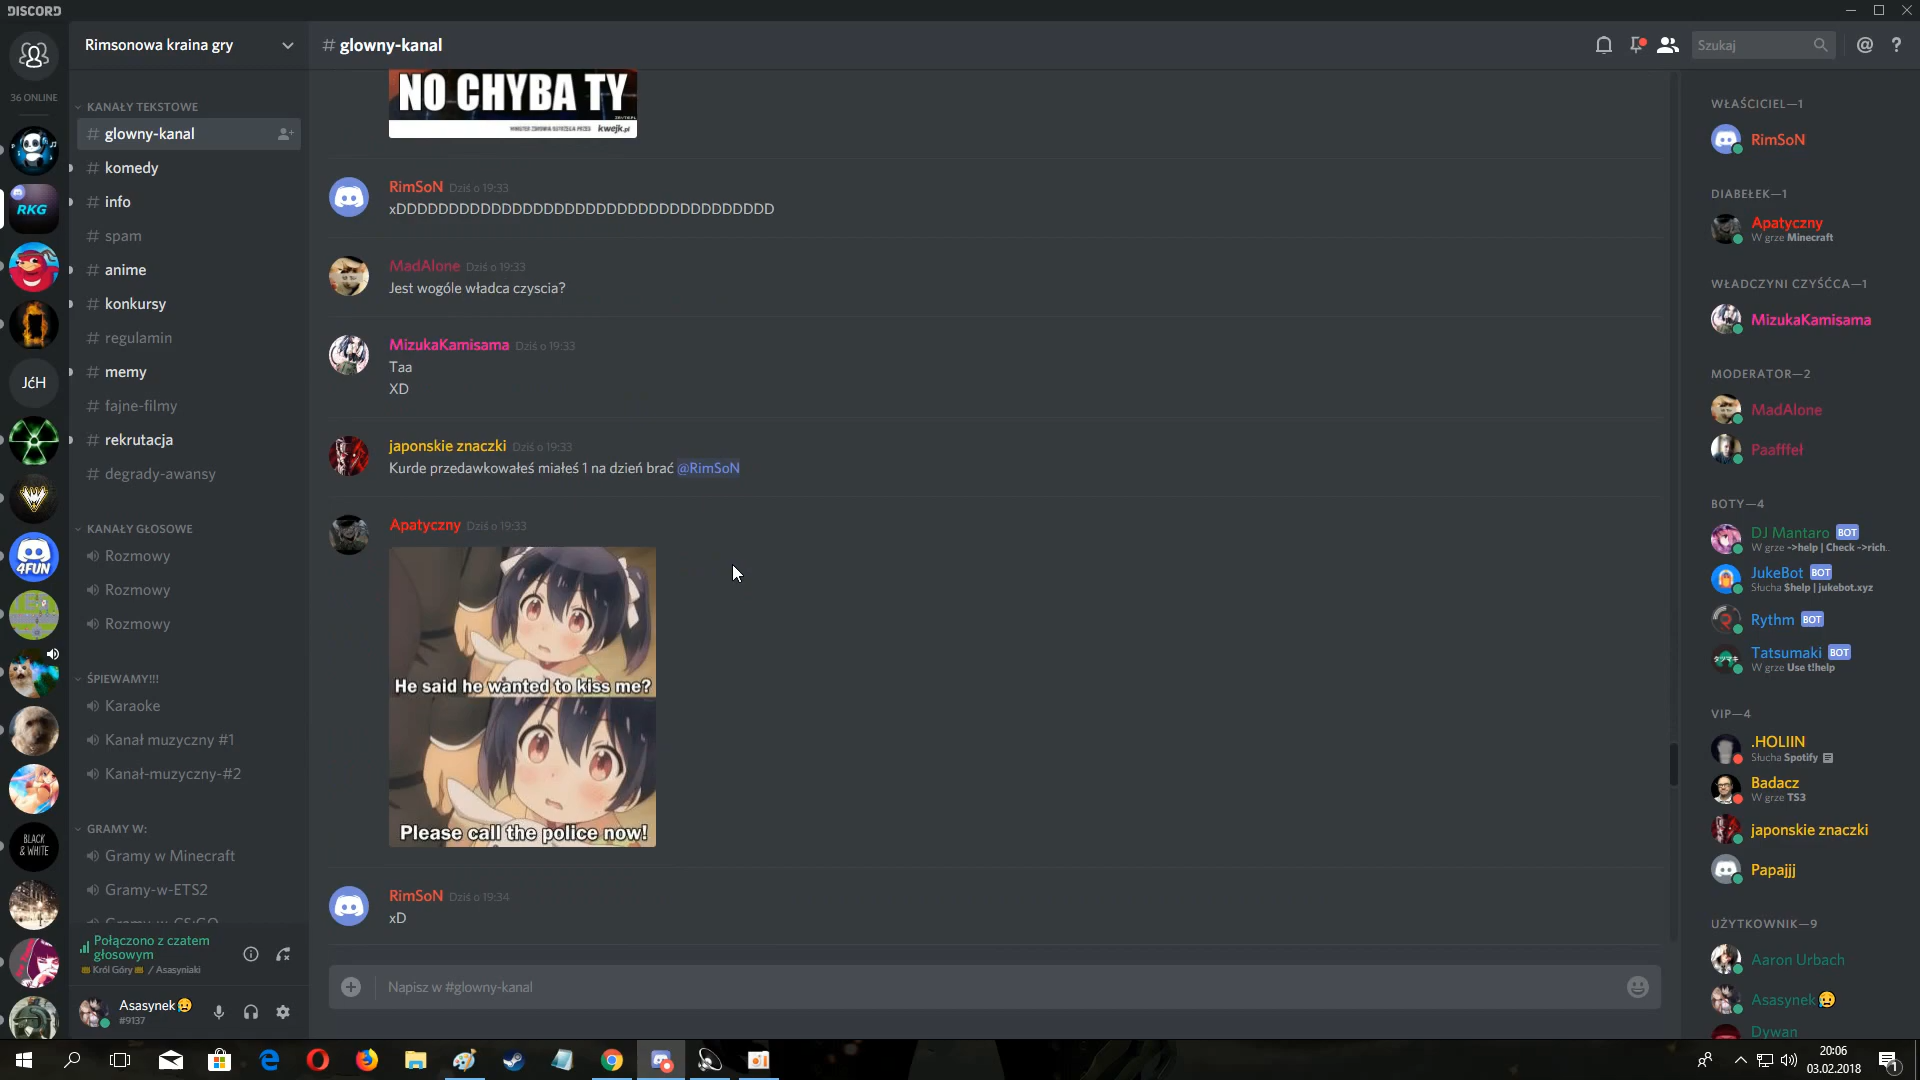 DISCORD
36 ONLINE
RKG
JćH
4FUN
BLACK
& WHITE
Rimsonowa kraina gry
KANAŁY TEKSTOWE
# glowny-kanal
# komedy
# info
# spam
# anime
# konkursy
# regulamin
# memy
# fajne-filmy
# rekrutacja
# degrady-awansy
KANAŁY GŁOSOWE
Rozmowy
Rozmowy
Rozmowy
ŚPIEWAMY!!!
Karaoke
Kanał muzyczny #1
Kanał-muzyczny-#2
GRAMY W:
Gramy w Minecraft
Gramy-w-ETS2
Gramy-w-CS:GO
Połączono z czatem
głosowym
Król Góry / Asasyniaki
Asasynek
#9137
# glowny-kanal
Szukaj
@ ?
NO CHYBA TY
kwejk.pl
RimSoN Dziś o 19:33
xDDDDDDDDDDDDDDDDDDDDDDDDDDDDDDDDDDDD
MadAlone Dziś o 19:33
Jest wogóle władca czyscia?
MizukaKamisama Dziś o 19:33
Taa
XD
japonskie znaczki Dziś o 19:33
Kurde przedawkowałeś miałeś 1 na dzień brać @RimSoN
Apatyczny Dziś o 19:33
He said he wanted to kiss me?
Please call the police now!
RimSoN Dziś o 19:34
xD
Napisz w #glowny-kanal
WŁAŚCICIEL—1
RimSoN
DIABEŁEK—1
Apatyczny
W grze Minecraft
WŁADCZYNI CZYŚĆCA—1
MizukaKamisama
MODERATOR—2
MadAlone
Paafffeł
BOTY—4
DJ Mantaro BOT
W grze ->help | Check ->rich..
JukeBot BOT
Słucha $help | jukebot.xyz
Rythm BOT
Tatsumaki BOT
W grze Use t!help
VIP—4
.HOLIIN
Słucha Spotify
Badacz
W grze TS3
japonskie znaczki
Papajjj
UŻYTKOWNIK—9
Aaron Urbach
Asasynek
Dywan
20:06
03.02.2018
1